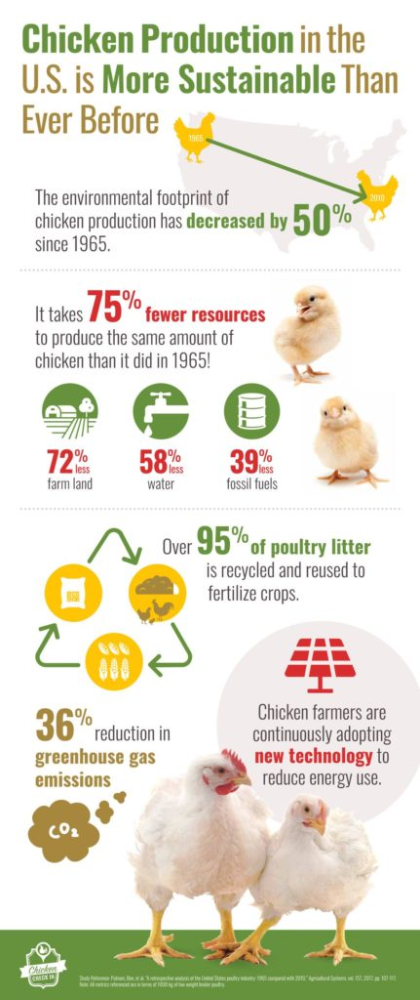 Chicken Production in the
U.S. is More Sustainable Than
Ever Before
1965
2010
The environmental footprint of
chicken production has decreased by 50%
since 1965.
It takes 75% fewer resources
to produce the same amount of
chicken than it did in 1965!
72% less
farm land
58% less
water
39% less
fossil fuels
Over 95% of poultry litter
is recycled and reused to
fertilize crops.
36% reduction in
greenhouse gas
emissions
CO2
Chicken farmers are
continuously adopting
new technology to
reduce energy use.
Chicken
CHECK IN
Study Reference: Putman, Ben, et al. "A retrospective analysis of the United States poultry industry: 1965 compared with 2010." Agricultural Systems, vol. 157, 2017, pp. 107-117.
Note: All metrics referenced are in terms of 1000 kg of live weight broiler poultry.